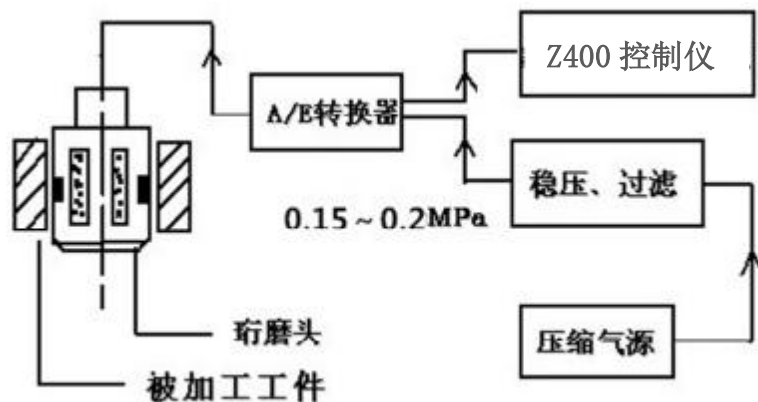 Z400 控制仪
A/E转换器
稳压、过滤
0.15～0.2MPa
珩磨头
压缩气源
被加工工件